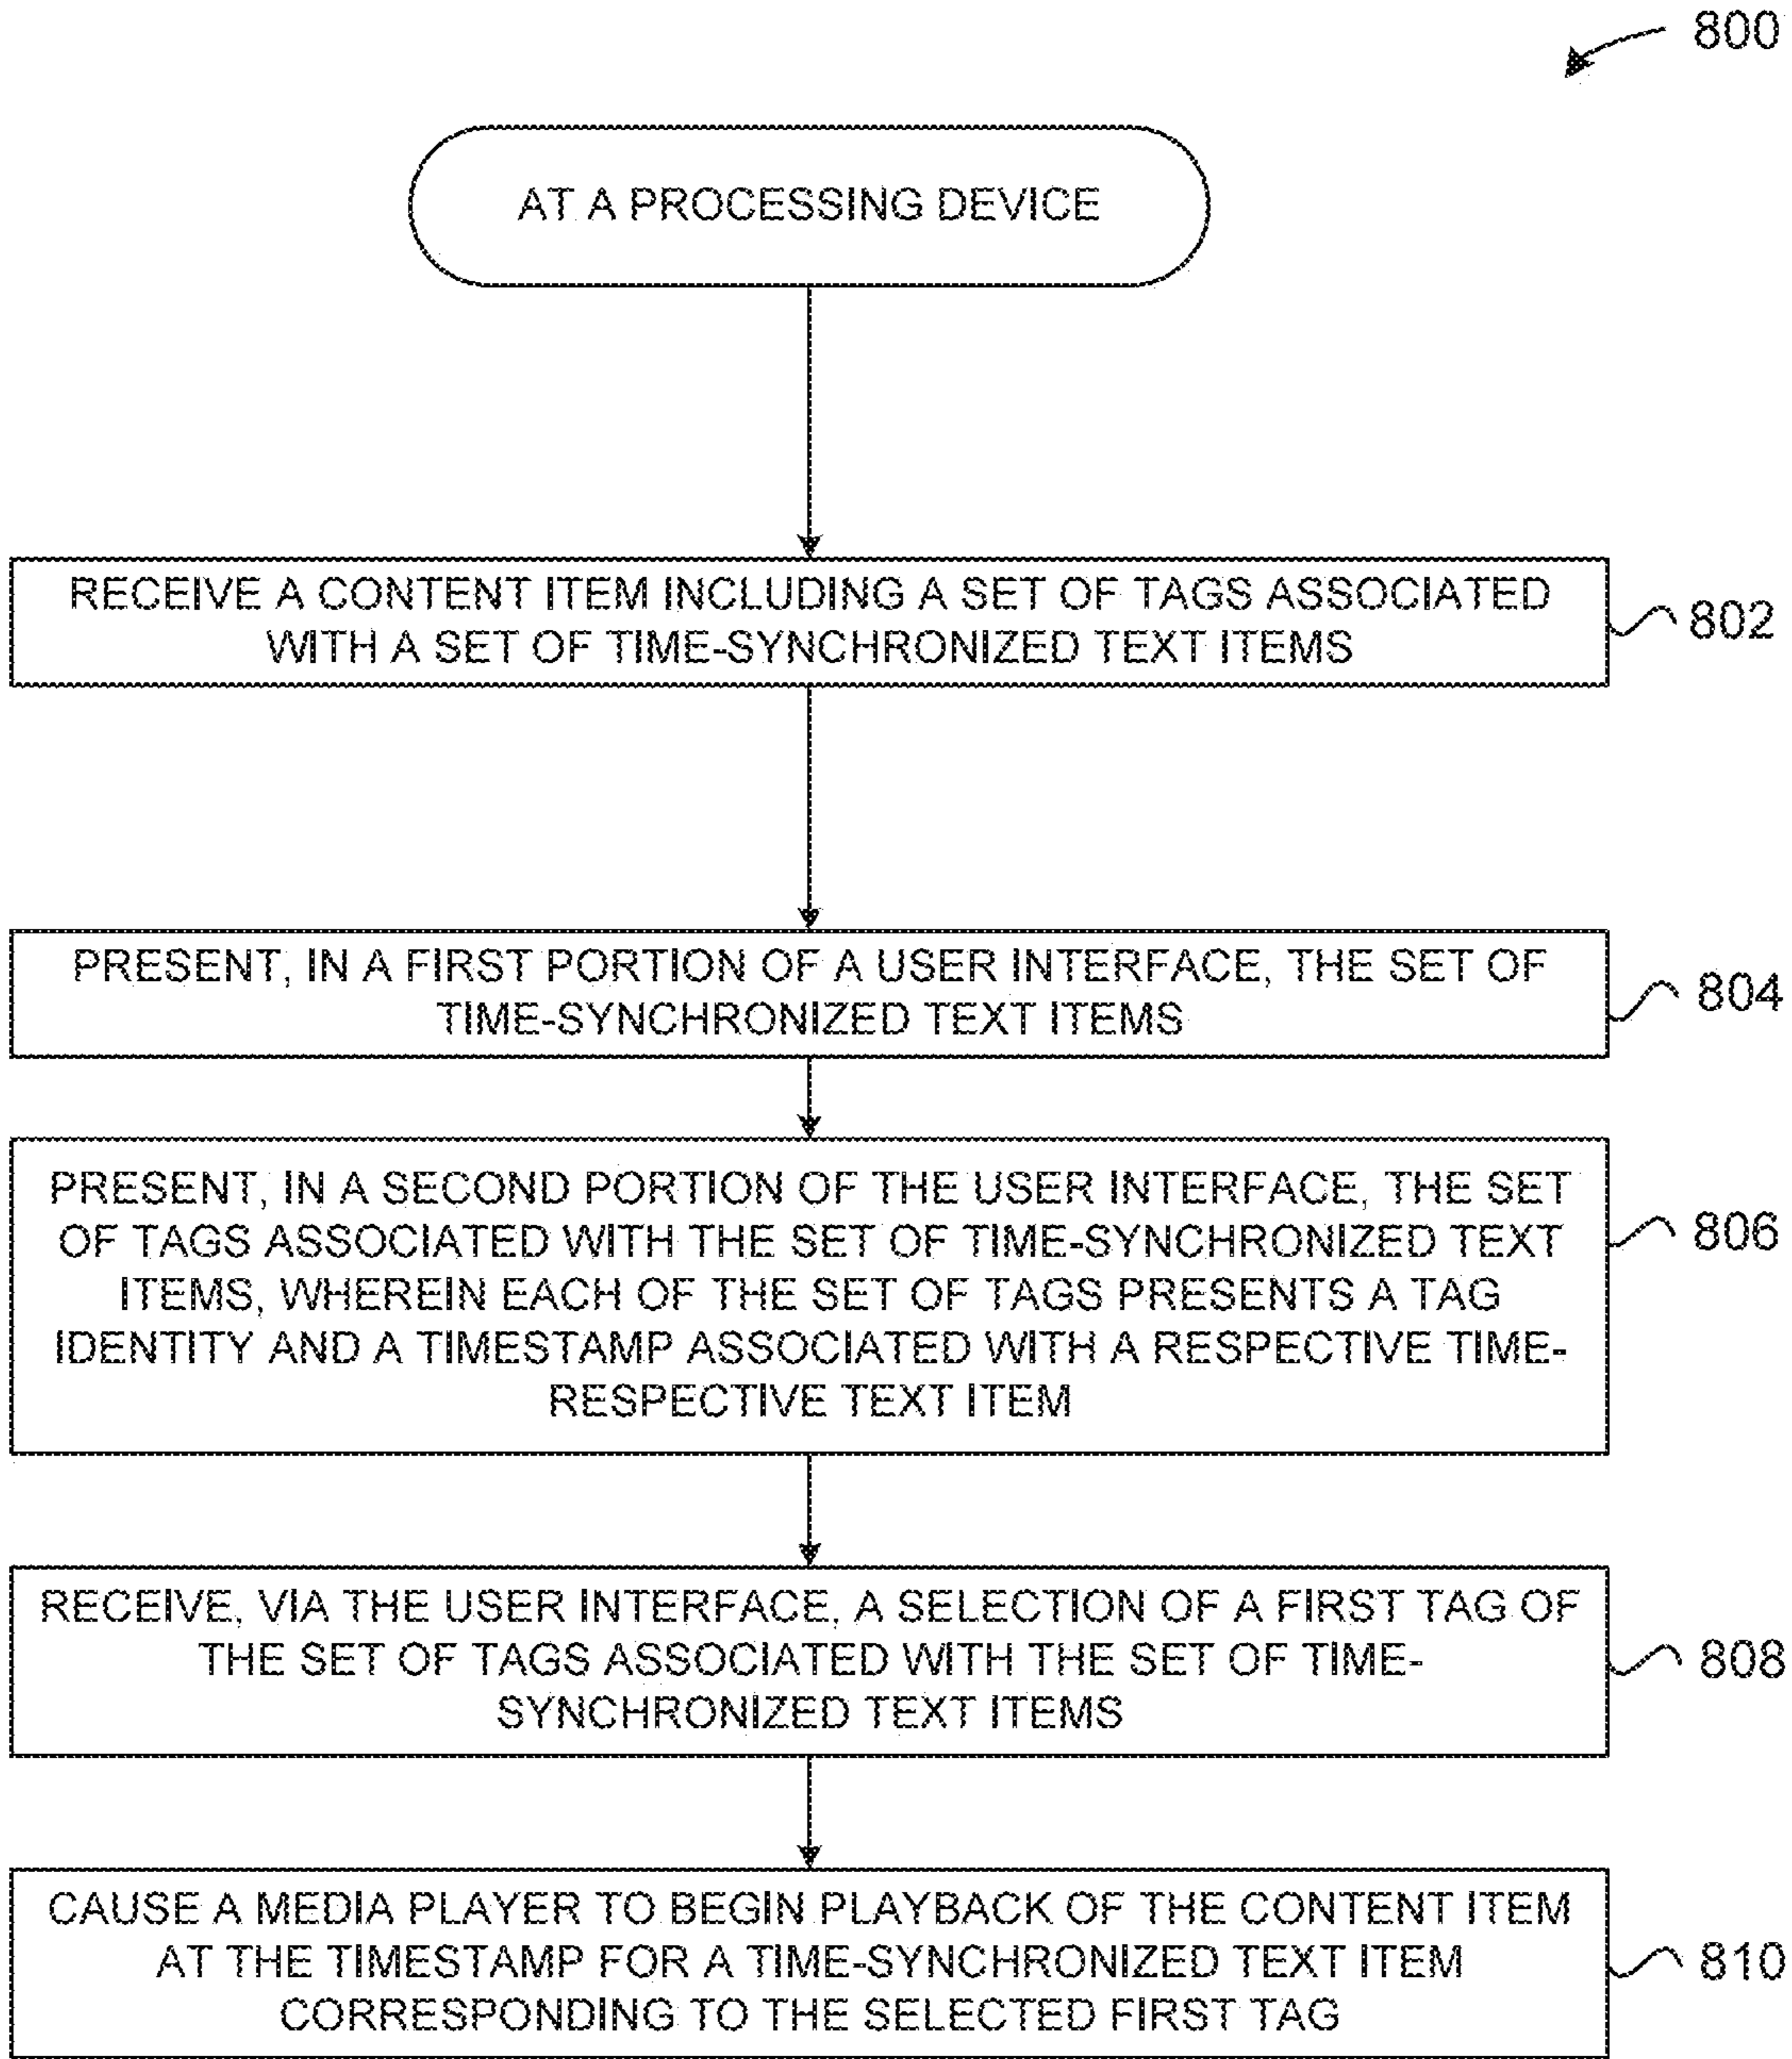 800
AT A PROCESSING DEVICE
RECEIVE A CONTENT ITEM INCLUDING A SET OF TAGS ASSOCIATED
WITH A SET OF TIME-SYNCHRONIZED TEXT ITEMS
802
PRESENT, IN A FIRST PORTION OF A USER INTERFACE, THE SET OF
TIME-SYNCHRONIZED TEXT ITEMS
804
PRESENT, IN A SECOND PORTION OF THE USER INTERFACE, THE SET
OF TAGS ASSOCIATED WITH THE SET OF TIME-SYNCHRONIZED TEXT
ITEMS, WHEREIN EACH OF THE SET OF TAGS PRESENTS A TAG
IDENTITY AND A TIMESTAMP ASSOCIATED WITH A RESPECTIVE TIME-
RESPECTIVE TEXT ITEM
806
RECEIVE, VIA THE USER INTERFACE, A SELECTION OF A FIRST TAG OF
THE SET OF TAGS ASSOCIATED WITH THE SET OF TIME-
SYNCHRONIZED TEXT ITEMS
808
CAUSE A MEDIA PLAYER TO BEGIN PLAYBACK OF THE CONTENT ITEM
AT THE TIMESTAMP FOR A TIME-SYNCHRONIZED TEXT ITEM
CORRESPONDING TO THE SELECTED FIRST TAG
810